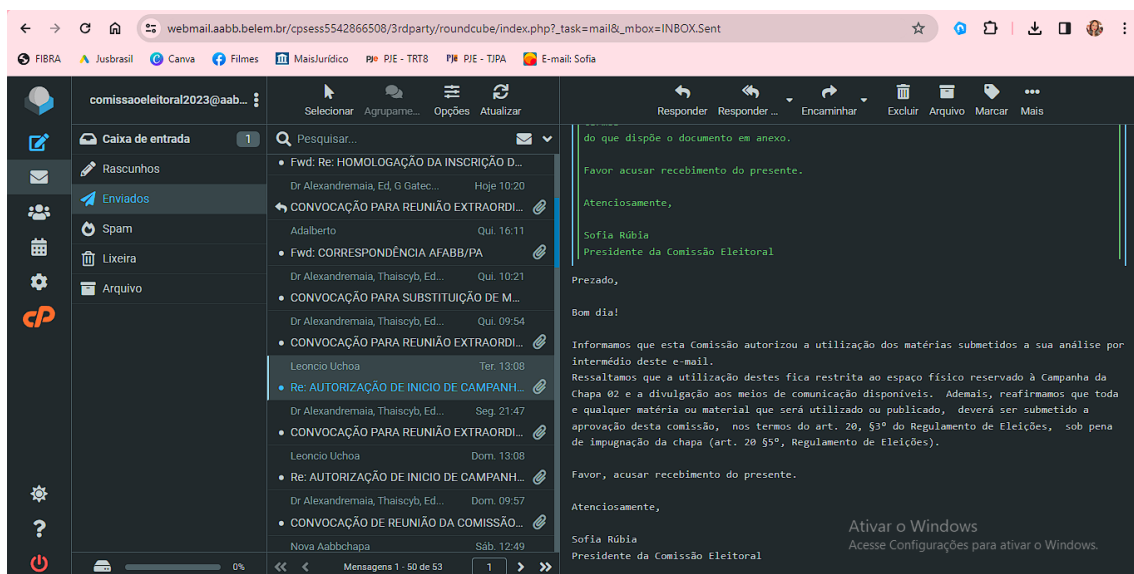 webmail.aabb.belem.br/cpsess5542866508/3rdparty/roundcube/index.php?_task=mail&_mbox=INBOX.Sent
FIBRA Jusbrasil Canva Filmes MaisJurídico PJe PJE - TRT8 PJe PJE - TJPA E-mail: Sofia
comissaoeleitoral2023@aab...
Selecionar Agrupame... Opções Atualizar
Responder Responder ... Encaminhar Excluir Arquivo Marcar Mais
Caixa de entrada 1
Rascunhos
Enviados
Spam
Lixeira
Arquivo
cP
0%
Pesquisar...
Fwd: Re: HOMOLOGAÇÃO DA INSCRIÇÃO D...
Dr Alexandremaia, Ed, G Gatec... Hoje 10:20
CONVOCAÇÃO PARA REUNIÃO EXTRAORDI...
Adalberto Qui. 16:11
Fwd: CORRESPONDÊNCIA AFABB/PA
Dr Alexandremaia, Thaiscyb, Ed... Qui. 10:21
CONVOCAÇÃO PARA SUBSTITUIÇÃO DE M...
Dr Alexandremaia, Thaiscyb, Ed... Qui. 09:54
CONVOCAÇÃO PARA REUNIÃO EXTRAORDI...
Leoncio Uchoa Ter. 13:08
Re: AUTORIZAÇÃO DE INICIO DE CAMPANH...
Dr Alexandremaia, Thaiscyb, Ed... Seg. 21:47
CONVOCAÇÃO PARA REUNIÃO EXTRAORDI...
Leoncio Uchoa Dom. 13:08
Re: AUTORIZAÇÃO DE INICIO DE CAMPANH...
Dr Alexandremaia, Thaiscyb, Ed... Dom. 09:57
CONVOCAÇÃO DE REUNIÃO DA COMISSÃO...
Nova Aabbchapa Sáb. 12:49
Mensagens 1 - 50 de 53 1
do que dispõe o documento em anexo.
Favor acusar recebimento do presente.
Atenciosamente,
Sofia Rúbia
Presidente da Comissão Eleitoral
Prezado,
Bom dia!
Informamos que esta Comissão autorizou a utilização dos matérias submetidos a sua análise por
intermédio deste e-mail.
Ressaltamos que a utilização destes fica restrita ao espaço físico reservado à Campanha da
Chapa 02 e a divulgação aos meios de comunicação disponíveis. Ademais, reafirmamos que toda
e qualquer matéria ou material que será utilizado ou publicado, deverá ser submetido a
aprovação desta comissão, nos termos do art. 20, §3º do Regulamento de Eleições, sob pena
de impugnação da chapa (art. 20 §5º, Regulamento de Eleições).
Favor, acusar recebimento do presente.
Atenciosamente,
Sofia Rúbia
Presidente da Comissão Eleitoral
Ativar o Windows
Acesse Configurações para ativar o Windows.